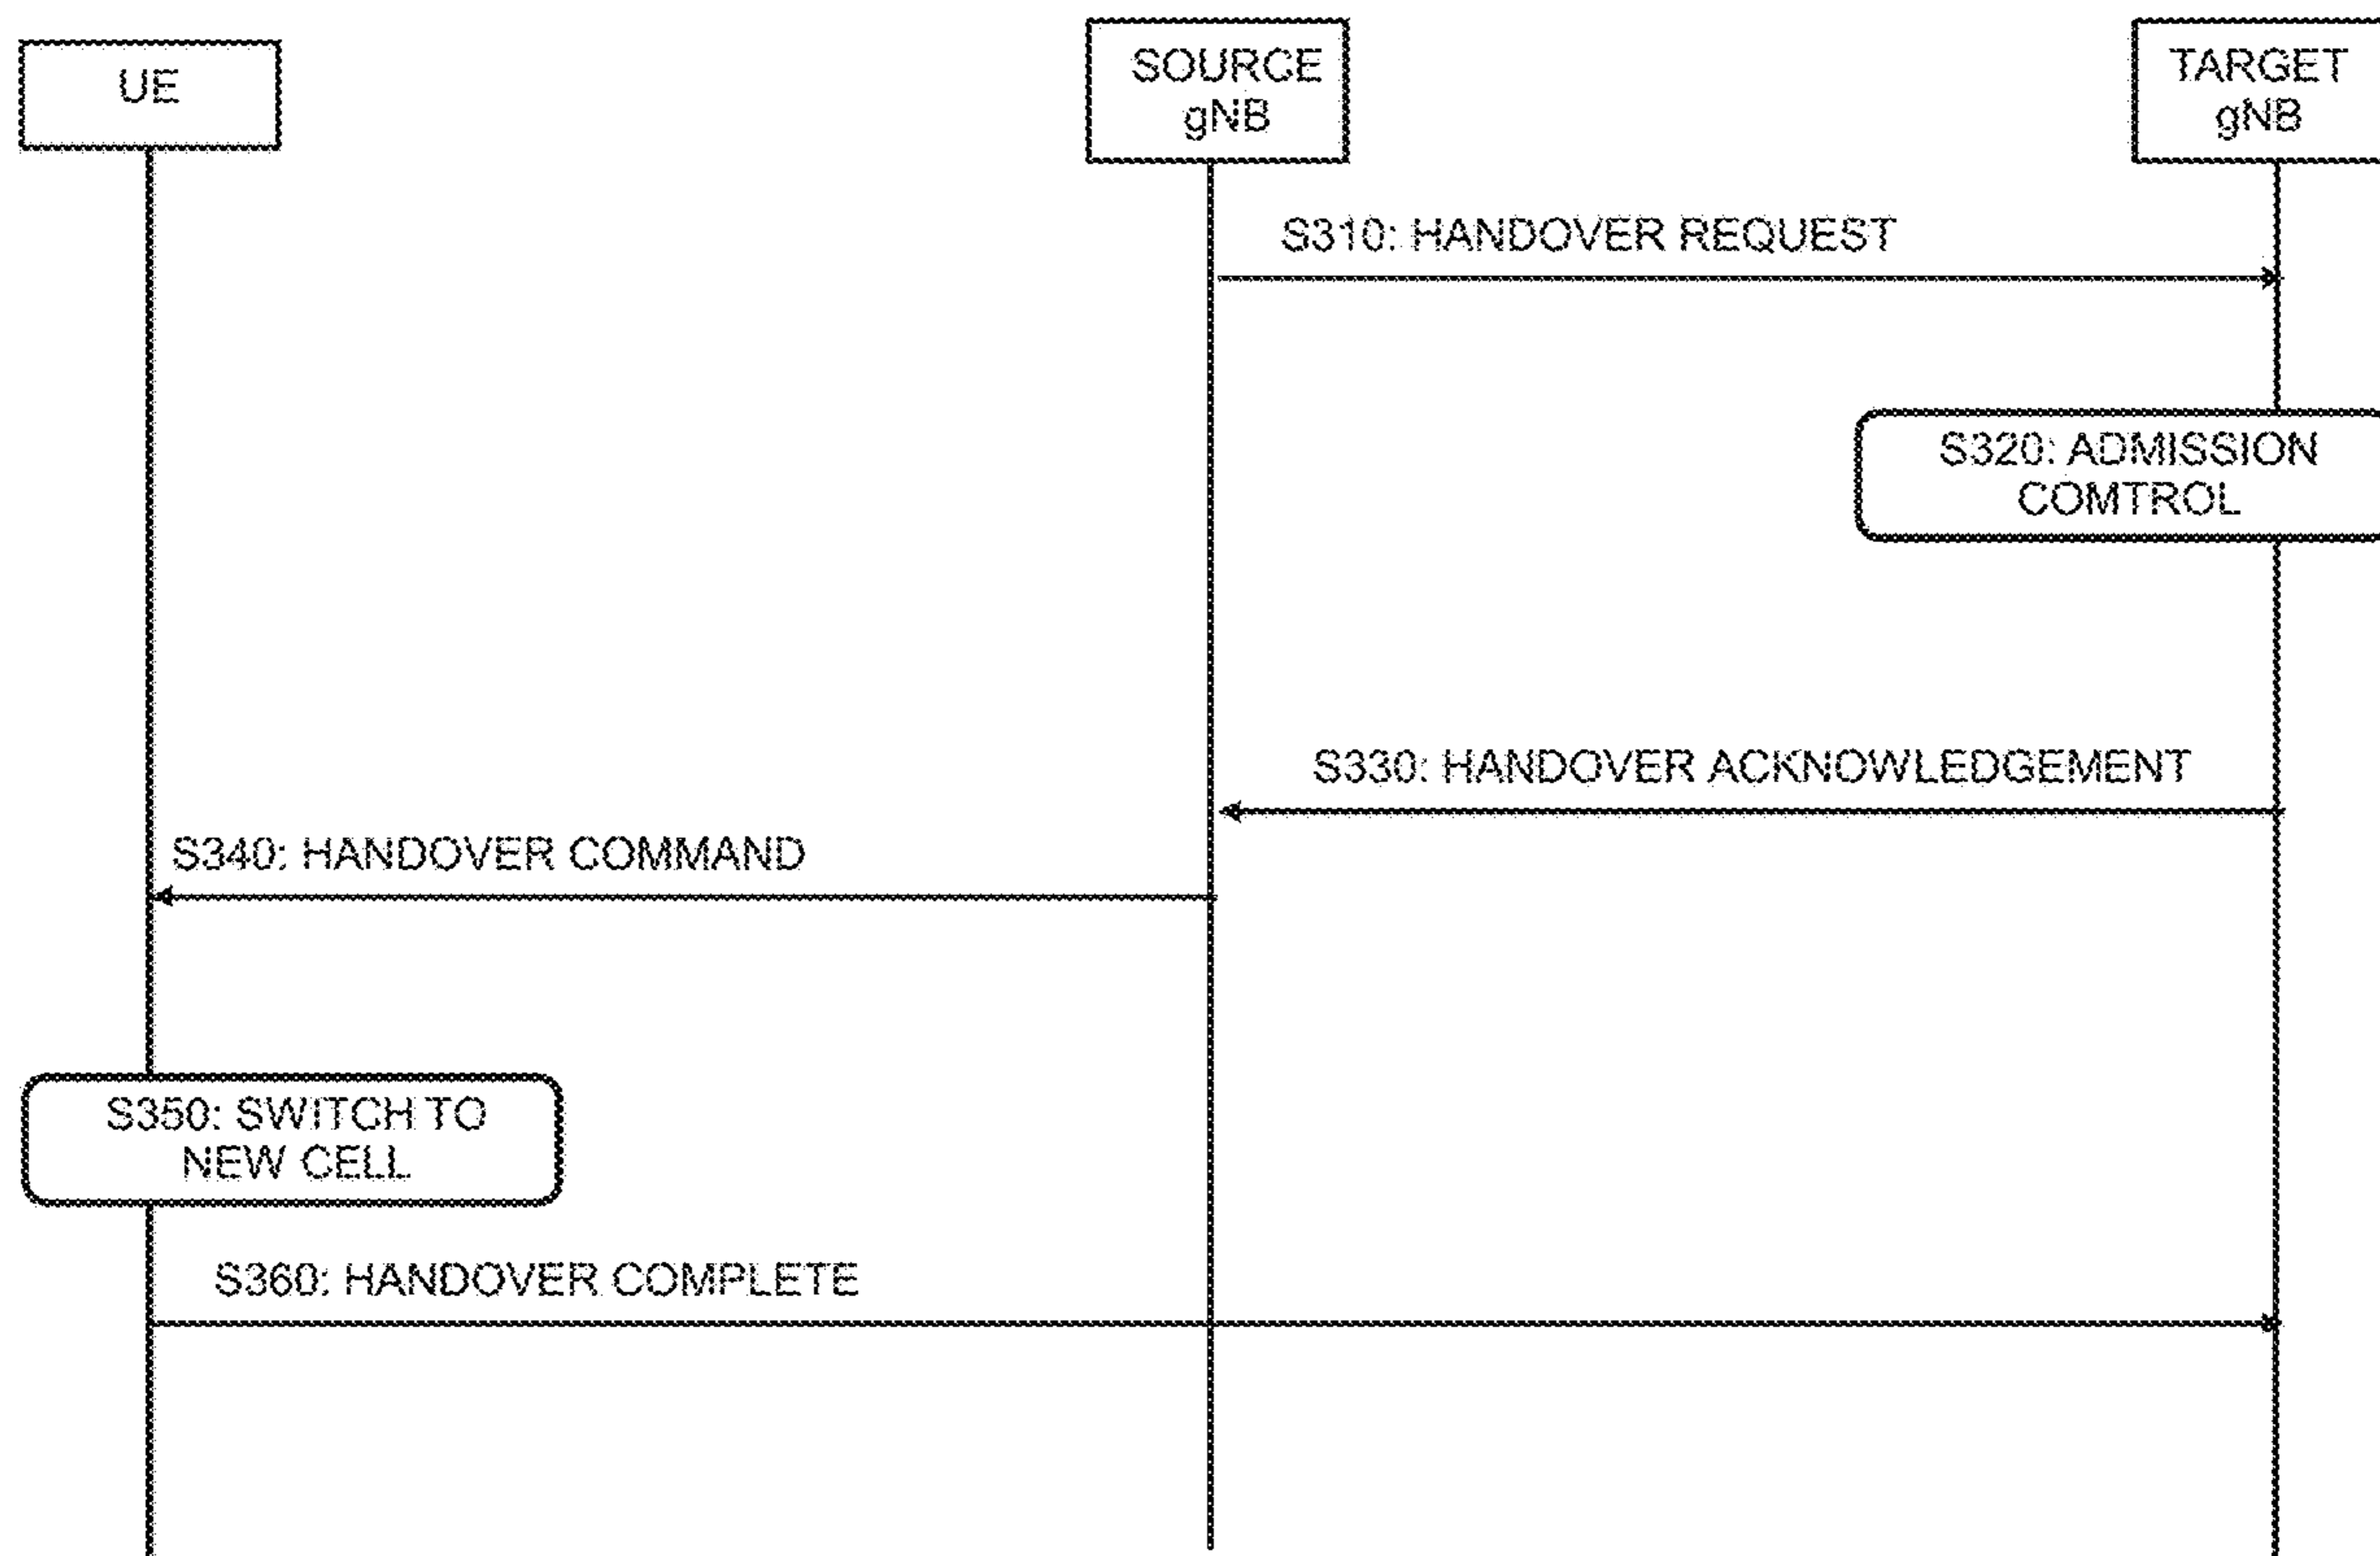 UE
SOURCE
gNB
TARGET
gNB
S310: HANDOVER REQUEST
S320: ADMISSION
COMTROL
S330: HANDOVER ACKNOWLEDGEMENT
S340: HANDOVER COMMAND
S350: SWITCH TO
NEW CELL
S360: HANDOVER COMPLETE